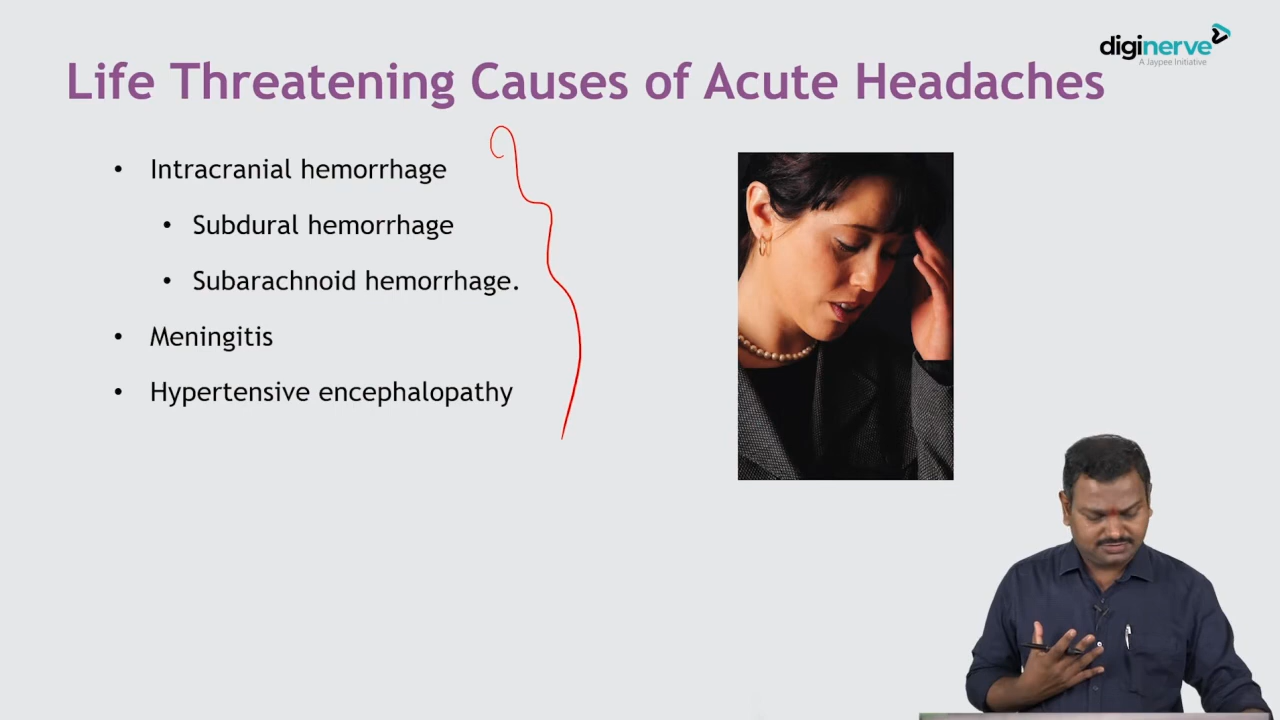 diginerve
A Jaypee Initiative
Life Threatening Causes of Acute Headaches
• Intracranial hemorrhage
• Subdural hemorrhage
• Subarachnoid hemorrhage.
• Meningitis
• Hypertensive encephalopathy